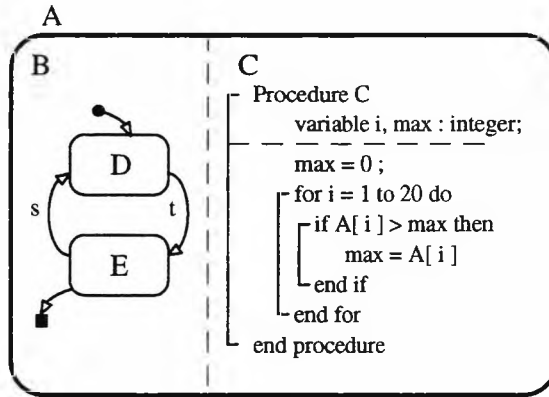 A
B
D
s
t
E
C
Procedure C
variable i, max : integer;
max = 0 ;
for i = 1 to 20 do
if A[ i ] > max then
max = A[ i ]
end if
end for
end procedure